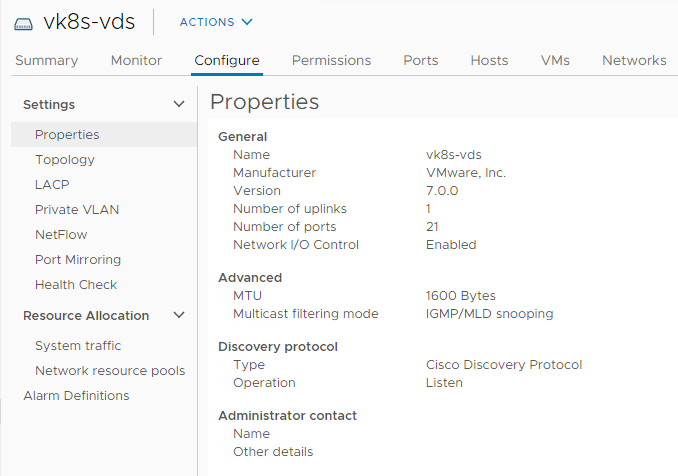 vk8s-vds ACTIONS
Summary Monitor Configure Permissions Ports Hosts VMs Networks
Settings
Properties
Topology
LACP
Private VLAN
NetFlow
Port Mirroring
Health Check
Resource Allocation
System traffic
Network resource pools
Alarm Definitions
Properties
General
Name vk8s-vds
Manufacturer VMware, Inc.
Version 7.0.0
Number of uplinks 1
Number of ports 21
Network I/O Control Enabled
Advanced
MTU 1600 Bytes
Multicast filtering mode IGMP/MLD snooping
Discovery protocol
Type Cisco Discovery Protocol
Operation Listen
Administrator contact
Name
Other details